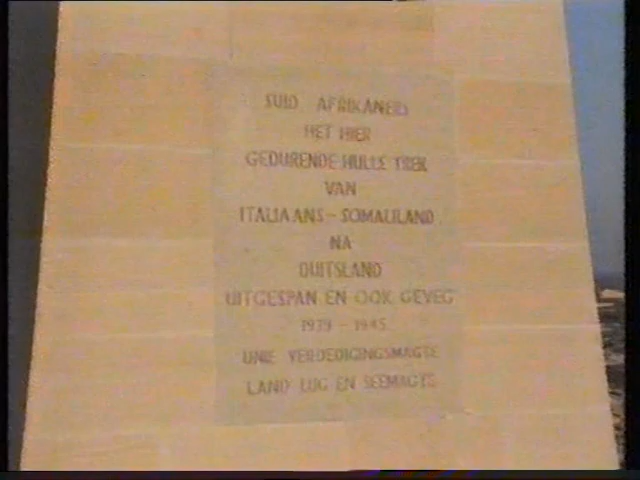 SUID AFRIKANERS
HET HIER
GEDURENDE HULLE TREK
VAN
ITALIAANS-SOMALILAND
NA
DUITSLAND
UITGESPAN EN OOK GEVEG
1939 - 1945
UNIE VERDEDIGINGSMAGTE
LAND LUG EN SEEMAGTE